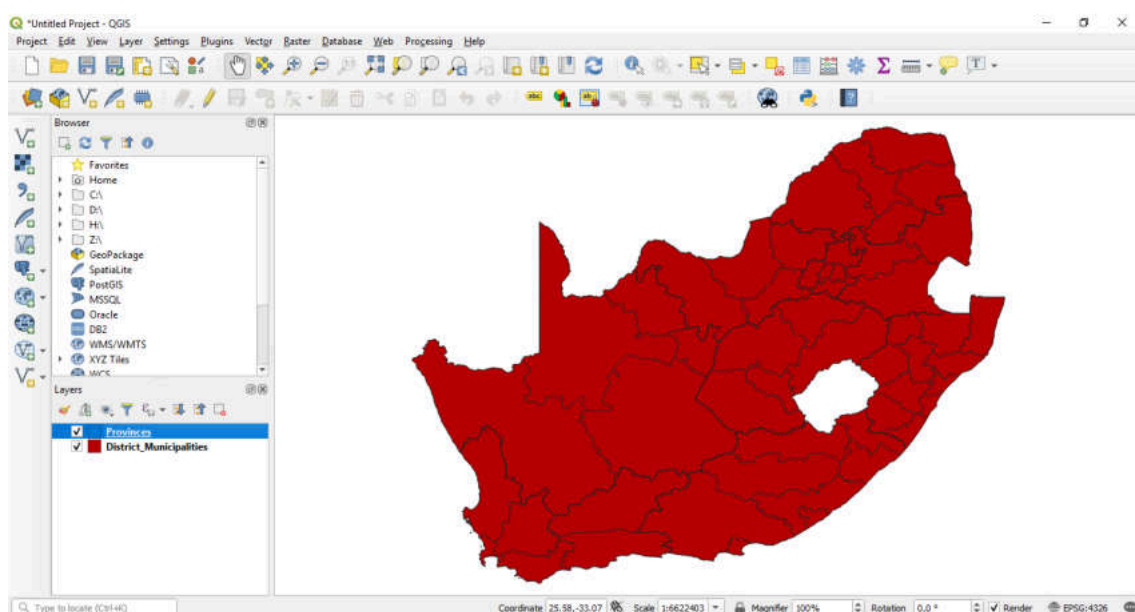 *Untitled Project - QGIS
Project Edit View Layer Settings Plugins Vector Raster Database Web Processing Help
Browser
Favorites
Home
C:\
D:\
H:\
Z:\
GeoPackage
SpatiaLite
PostGIS
MSSQL
Oracle
DB2
WMS/WMTS
XYZ Tiles
WCS
Layers
Provinces
District_Municipalities
Type to locate (Ctrl+K) Coordinate 25.58,-33.07 Scale 1:6622403 Magnifier 100% Rotation 0.0 ° Render EPSG:4326